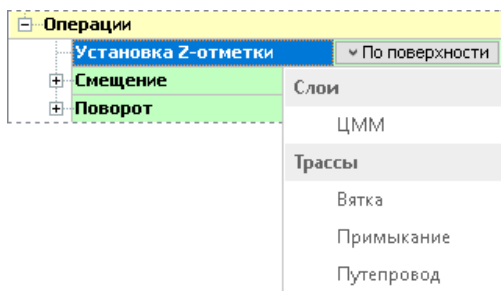 Операции
Установка Z-отметки По поверхности
Смещение
Поворот
Слои
ЦММ
Трассы
Вятка
Примыкание
Путепровод